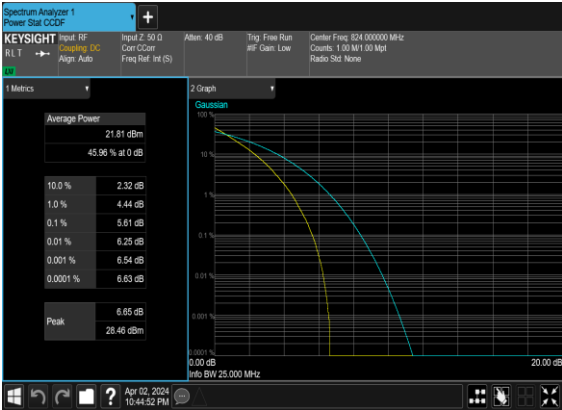 Spectrum Analyzer 1
Power Stat CCDF
+
KEYSIGHT
RLT
LW
Input: RF
Coupling: DC
Align: Auto
Input Z: 50 Ω
Corr CCorr
Freq Ref: Int (S)
Atten: 40 dB
Trig: Free Run
#IF Gain: Low
Center Freq: 824.000000 MHz
Counts: 1.00 M/1.00 Mpt
Radio Std: None
1 Metrics
Average Power
21.81 dBm
45.96 % at 0 dB
10.0 % 2.32 dB
1.0 % 4.44 dB
0.1 % 5.61 dB
0.01 % 6.25 dB
0.001 % 6.54 dB
0.0001 % 6.63 dB
Peak
6.65 dB
28.46 dBm
2 Graph
Gaussian
100 %
10 %
1 %
0.1 %
0.01 %
0.001 %
0.0001 %
0.00 dB
20.00 dB
Info BW 25.000 MHz
?
Apr 02, 2024
10:44:52 PM